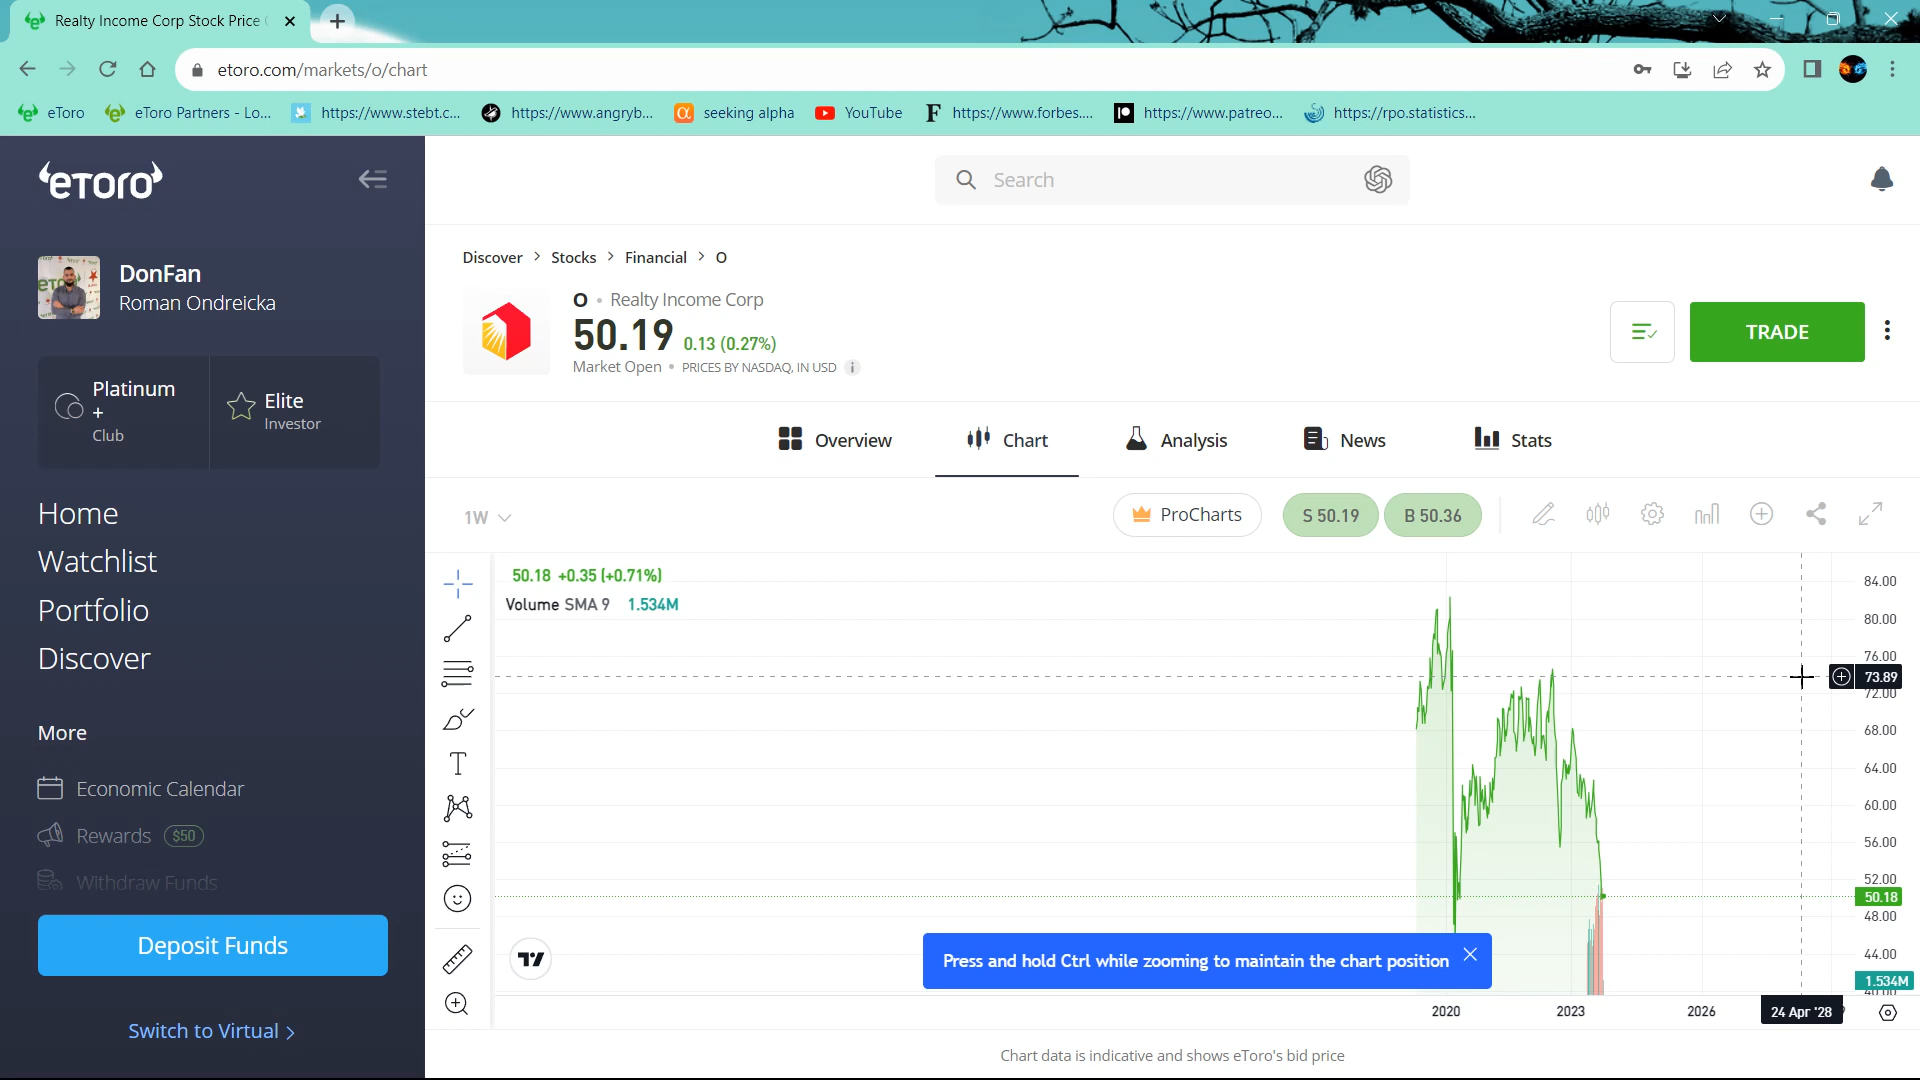 Realty Income Corp Stock Price
etoro.com/markets/o/chart
eToro
eToro Partners - Lo...
https://www.stebt.c...
https://www.angryb...
seeking alpha
YouTube
https://www.forbes....
https://www.patreo...
https://rpo.statistics...
eToro
Search
DonFan
Roman Ondreicka
Platinum
+
Club
Elite
Investor
Home
Watchlist
Portfolio
Discover
More
Economic Calendar
Rewards $50
Withdraw Funds
Deposit Funds
Switch to Virtual >
Discover > Stocks > Financial > O
O • Realty Income Corp
50.19 0.13 (0.27%)
Market Open • PRICES BY NASDAQ, IN USD i
TRADE
Overview
Chart
Analysis
News
Stats
1W
ProCharts
S 50.19
B 50.36
50.18 +0.35 (+0.71%)
Volume SMA 9 1.534M
84.00
80.00
76.00
73.89
72.00
68.00
64.00
60.00
56.00
52.00
50.18
48.00
44.00
1.534M
40.00
Press and hold Ctrl while zooming to maintain the chart position
2020
2023
2026
24 Apr '28
Chart data is indicative and shows eToro's bid price